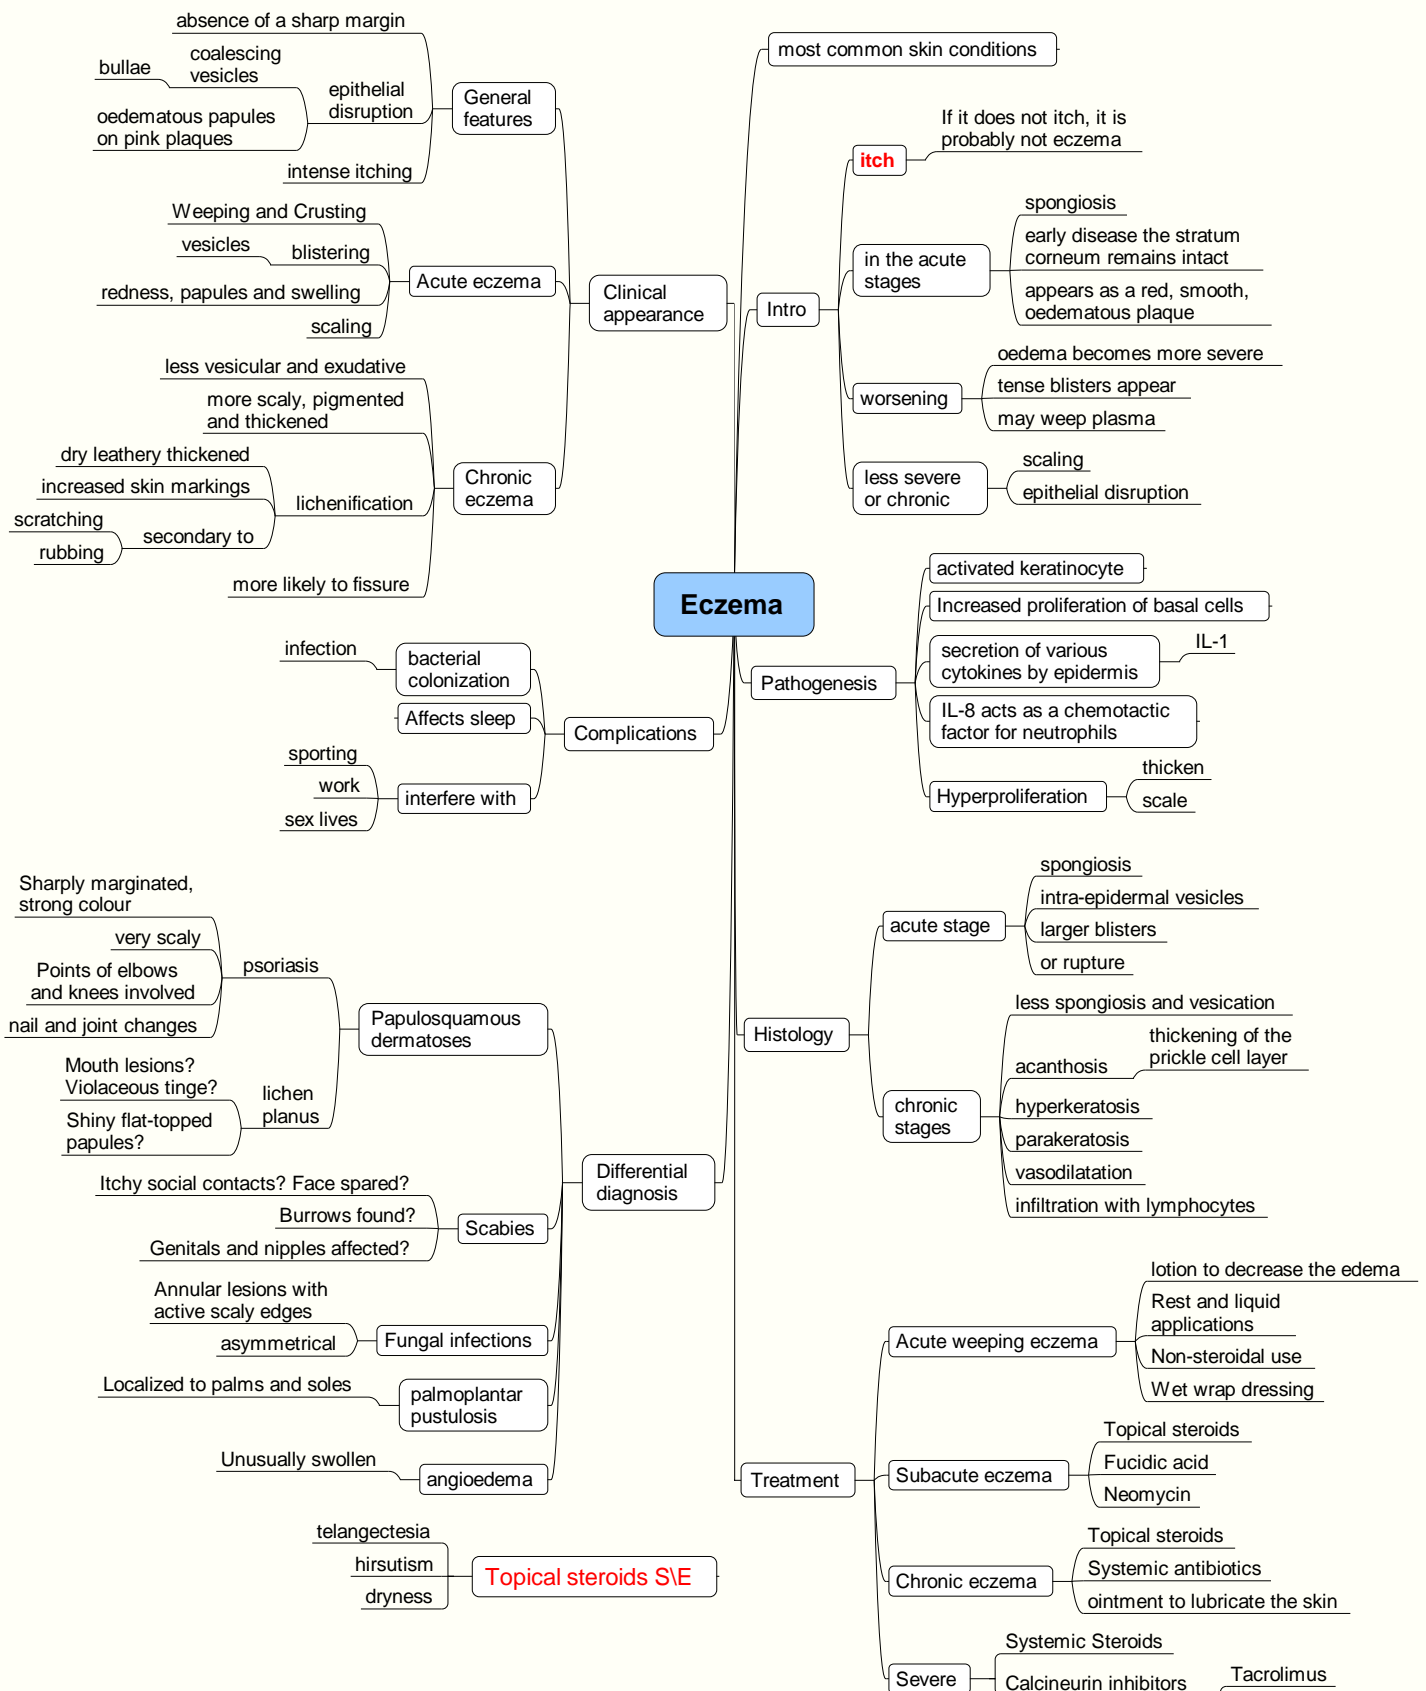 Eczema
most common skin conditions
Intro
itch
If it does not itch, it is
probably not eczema
in the acute
stages
spongiosis
early disease the stratum
corneum remains intact
appears as a red, smooth,
oedematous plaque
worsening
oedema becomes more severe
tense blisters appear
may weep plasma
less severe
or chronic
scaling
epithelial disruption
Pathogenesis
activated keratinocyte
Increased proliferation of basal cells
secretion of various
cytokines by epidermis
IL-1
IL-8 acts as a chemotactic
factor for neutrophils
Hyperproliferation
thicken
scale
Histology
acute stage
spongiosis
intra-epidermal vesicles
larger blisters
or rupture
chronic
stages
less spongiosis and vesication
acanthosis
thickening of the
prickle cell layer
hyperkeratosis
parakeratosis
vasodilatation
infiltration with lymphocytes
Treatment
Acute weeping eczema
lotion to decrease the edema
Rest and liquid
applications
Non-steroidal use
Wet wrap dressing
Subacute eczema
Topical steroids
Fucidic acid
Neomycin
Chronic eczema
Topical steroids
Systemic antibiotics
ointment to lubricate the skin
Severe
Systemic Steroids
Calcineurin inhibitors
Tacrolimus
Clinical
appearance
General
features
absence of a sharp margin
epithelial
disruption
coalescing
vesicles
bullae
oedematous papules
on pink plaques
intense itching
Acute eczema
Weeping and Crusting
blistering
vesicles
redness, papules and swelling
scaling
Chronic
eczema
less vesicular and exudative
more scaly, pigmented
and thickened
lichenification
dry leathery thickened
increased skin markings
secondary to
scratching
rubbing
more likely to fissure
Complications
bacterial
colonization
infection
Affects sleep
interfere with
sporting
work
sex lives
Differential
diagnosis
Papulosquamous
dermatoses
psoriasis
Sharply marginated,
strong colour
very scaly
Points of elbows
and knees involved
nail and joint changes
lichen
planus
Mouth lesions?
Violaceous tinge?
Shiny flat-topped
papules?
Scabies
Itchy social contacts? Face spared?
Burrows found?
Genitals and nipples affected?
Fungal infections
Annular lesions with
active scaly edges
asymmetrical
palmoplantar
pustulosis
Localized to palms and soles
angioedema
Unusually swollen
Topical steroids S\E
telangectesia
hirsutism
dryness